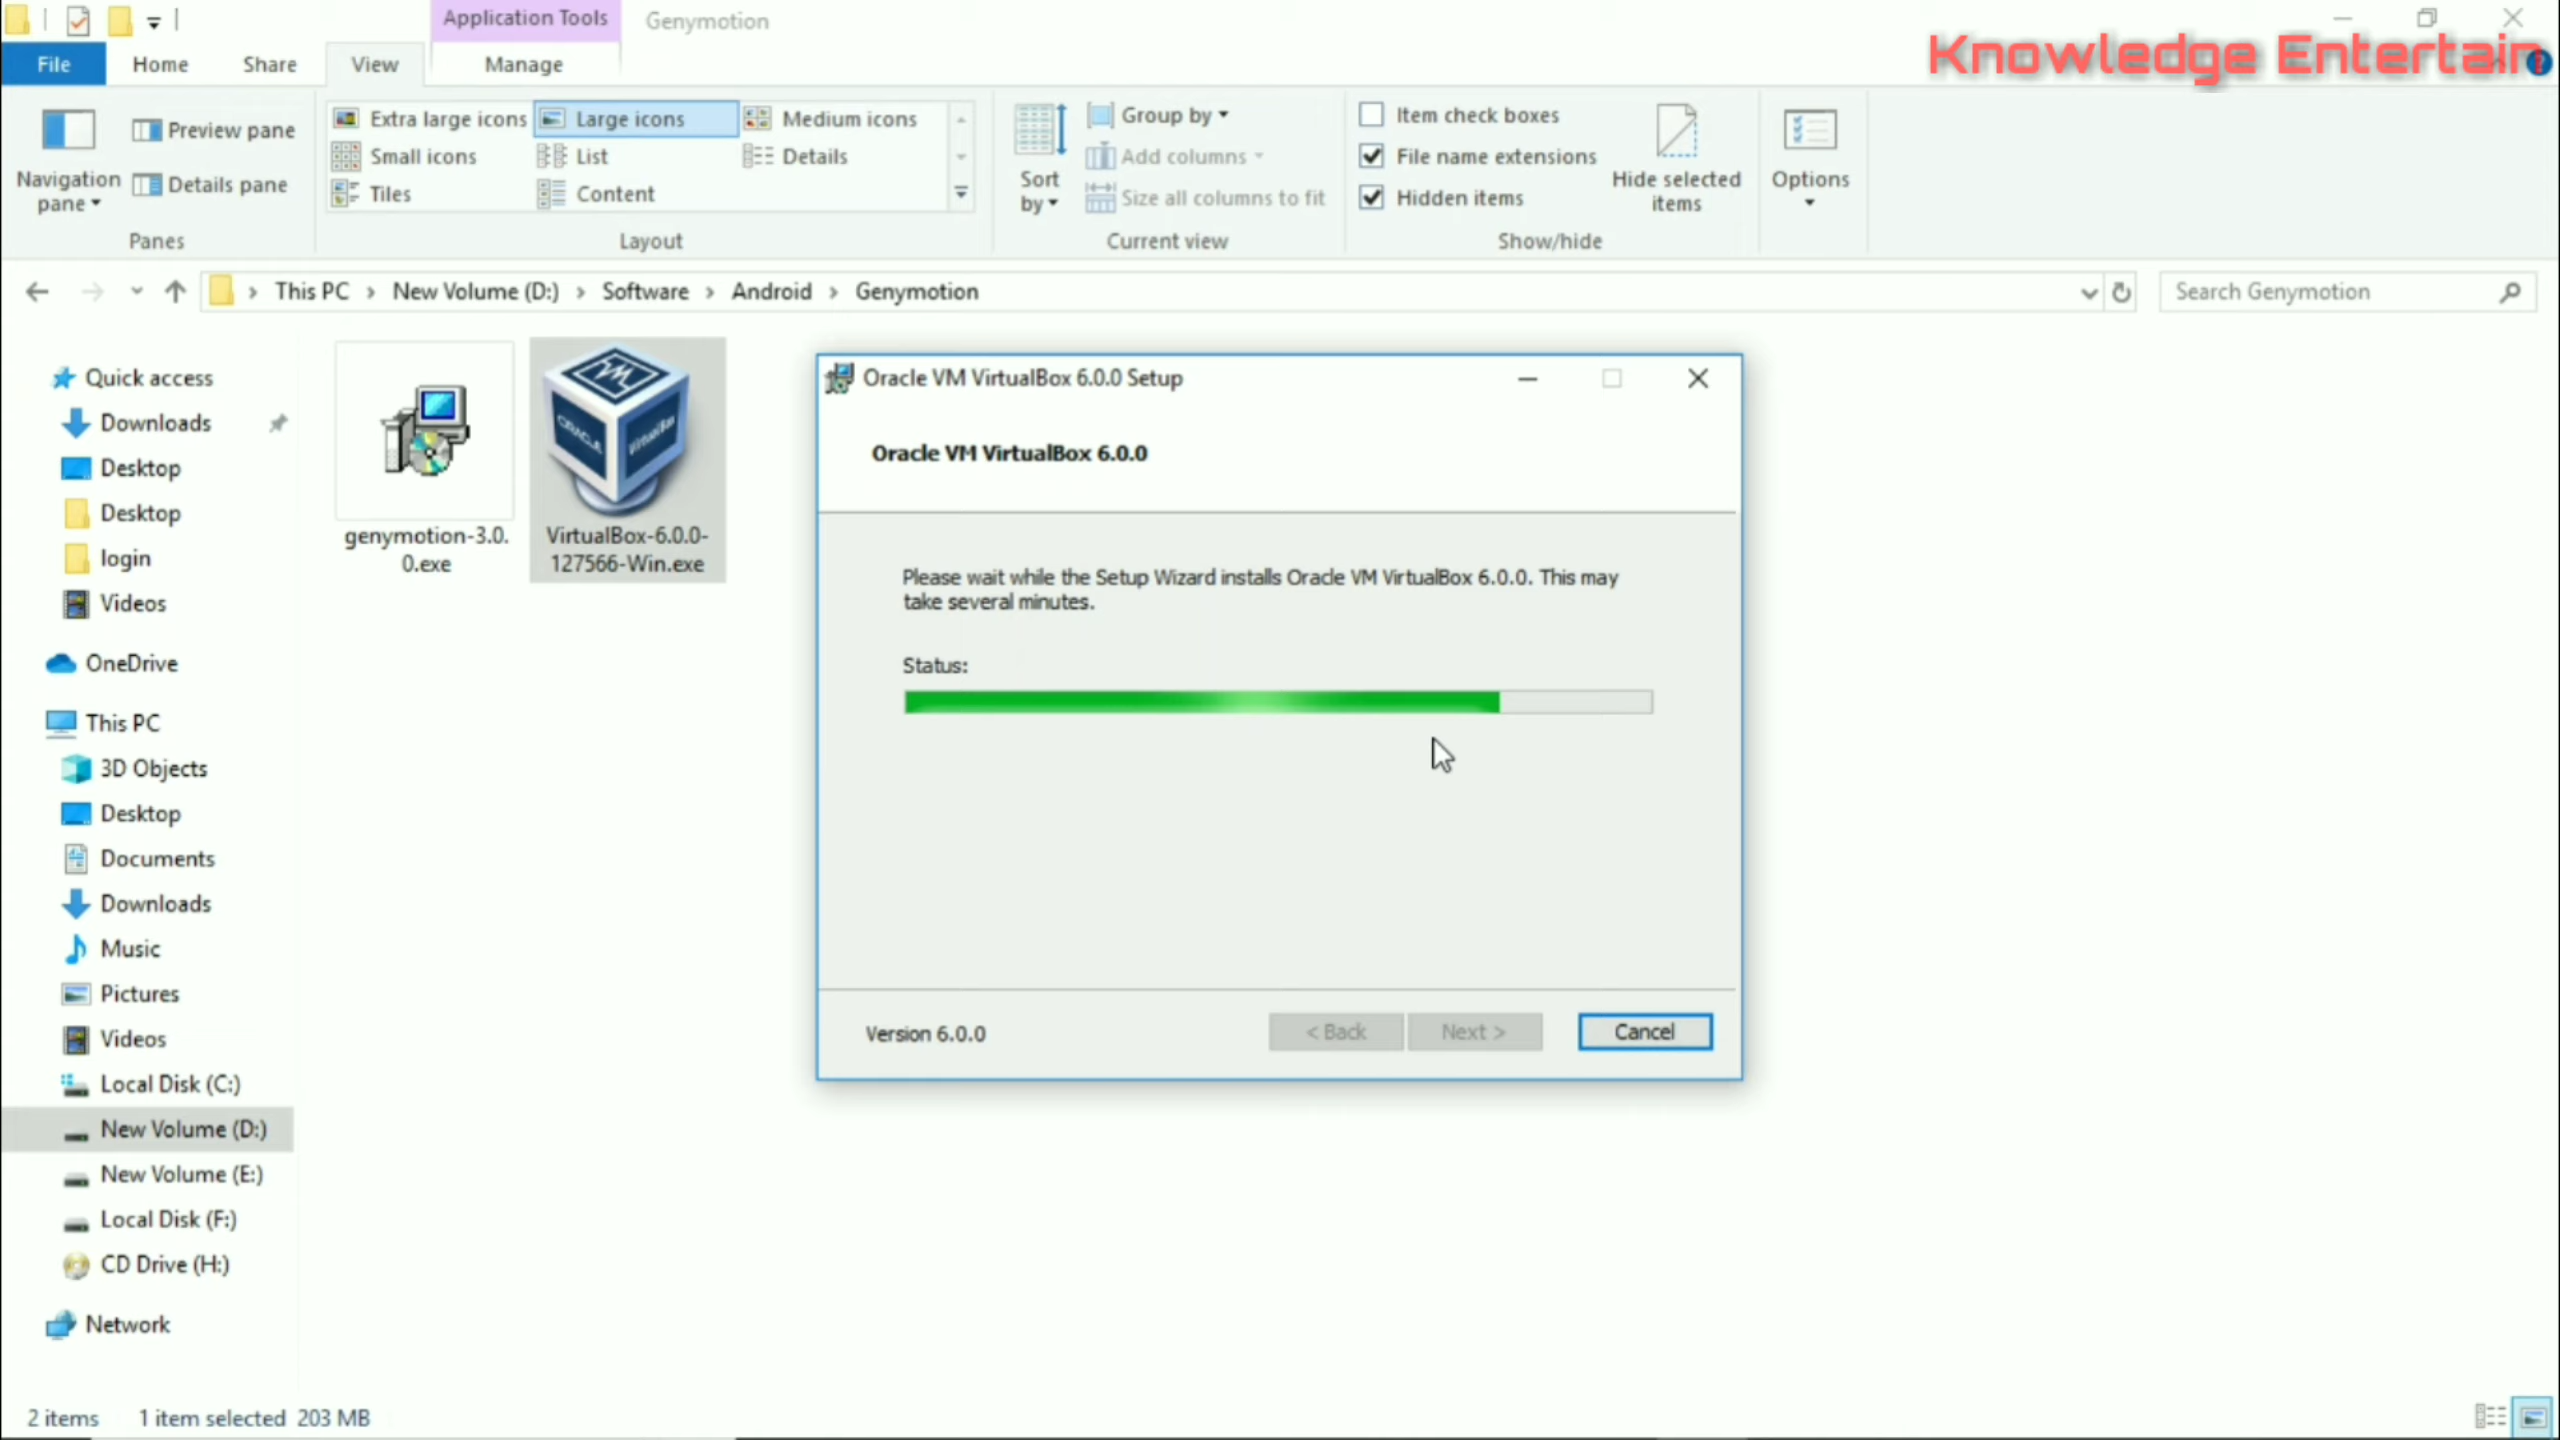 Application Tools
Genymotion
Knowledge Entertain
File
Home
Share
View
Manage
Navigation
pane
Preview pane
Details pane
Panes
Extra large icons
Large icons
Medium icons
Small icons
List
Details
Tiles
Content
Layout
Sort
by
Group by
Add columns
Size all columns to fit
Current view
Item check boxes
File name extensions
Hidden items
Hide selected
items
Show/hide
Options
This PC > New Volume (D:) > Software > Android > Genymotion
Search Genymotion
Quick access
Downloads
Desktop
Desktop
login
Videos
OneDrive
This PC
3D Objects
Desktop
Documents
Downloads
Music
Pictures
Videos
Local Disk (C:)
New Volume (D:)
New Volume (E:)
Local Disk (F:)
CD Drive (H:)
Network
genymotion-3.0.
0.exe
ORACLE
VirtualBox
VirtualBox-6.0.0-
127566-Win.exe
Oracle VM VirtualBox 6.0.0 Setup
Oracle VM VirtualBox 6.0.0
Please wait while the Setup Wizard installs Oracle VM VirtualBox 6.0.0. This may
take several minutes.
Status:
Version 6.0.0
< Back
Next >
Cancel
2 items
1 item selected 203 MB